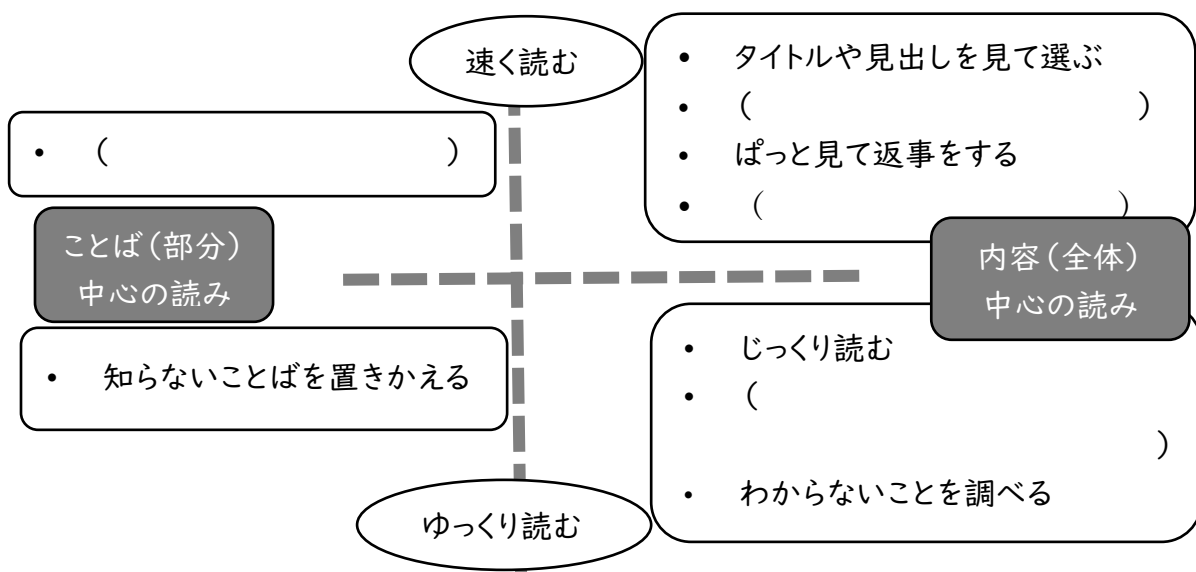 速く読む
• タイトルや見出しを見て選ぶ
• (　　　　　　　　　　)
• ぱっと見て返事をする
• (　　　　　　　　　　)
• (　　　　　　　　　　)
ことば(部分)
中心の読み
内容(全体)
中心の読み
• 知らないことばを置きかえる
• じっくり読む
• (
)
• わからないことを調べる
ゆっくり読む